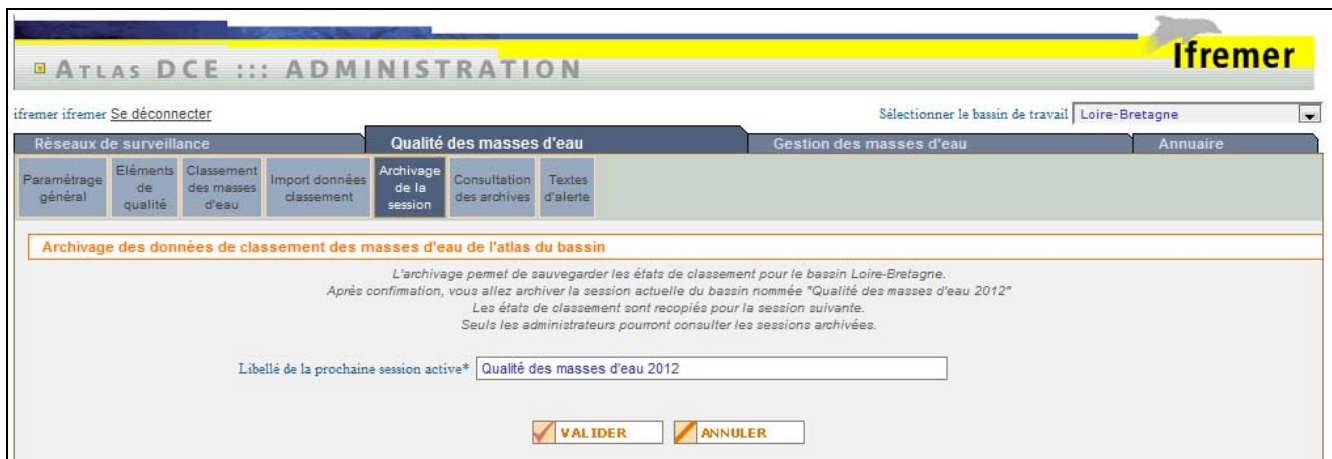 ATLAS DCE ::: ADMINISTRATION
Ifremer
ifremer ifremer Se déconnecter
Sélectionner le bassin de travail Loire-Bretagne
Réseaux de surveillance
Qualité des masses d'eau
Gestion des masses d'eau
Annuaire
Paramétrage
général
Eléments
de
qualité
Classement
des masses
d'eau
Import données
classement
Archivage
de la
session
Consultation
des archives
Textes
d'alerte
Archivage des données de classement des masses d'eau de l'atlas du bassin
L'archivage permet de sauvegarder les états de classement pour le bassin Loire-Bretagne.
Après confirmation, vous allez archiver la session actuelle du bassin nommée "Qualité des masses d'eau 2012"
Les états de classement sont recopiés pour la session suivante.
Seuls les administrateurs pourront consulter les sessions archivées.
Libellé de la prochaine session active* Qualité des masses d'eau 2012
VALIDER
ANNULER